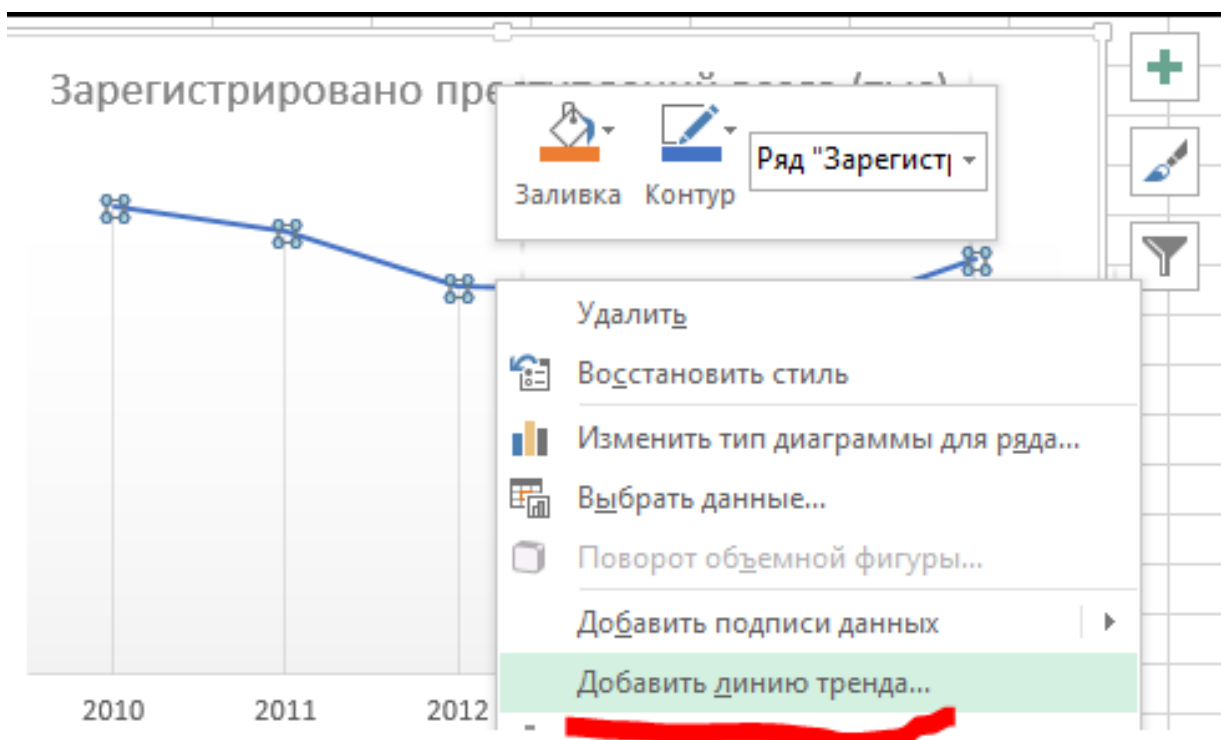 Зарегистрировано
Заливка Контур
Ряд "Зарегист
Удалить
Восстановить стиль
Изменить тип диаграммы для ряда...
Выбрать данные...
Поворот объемной фигуры...
Добавить подписи данных
Добавить линию тренда...
2010 2011 2012